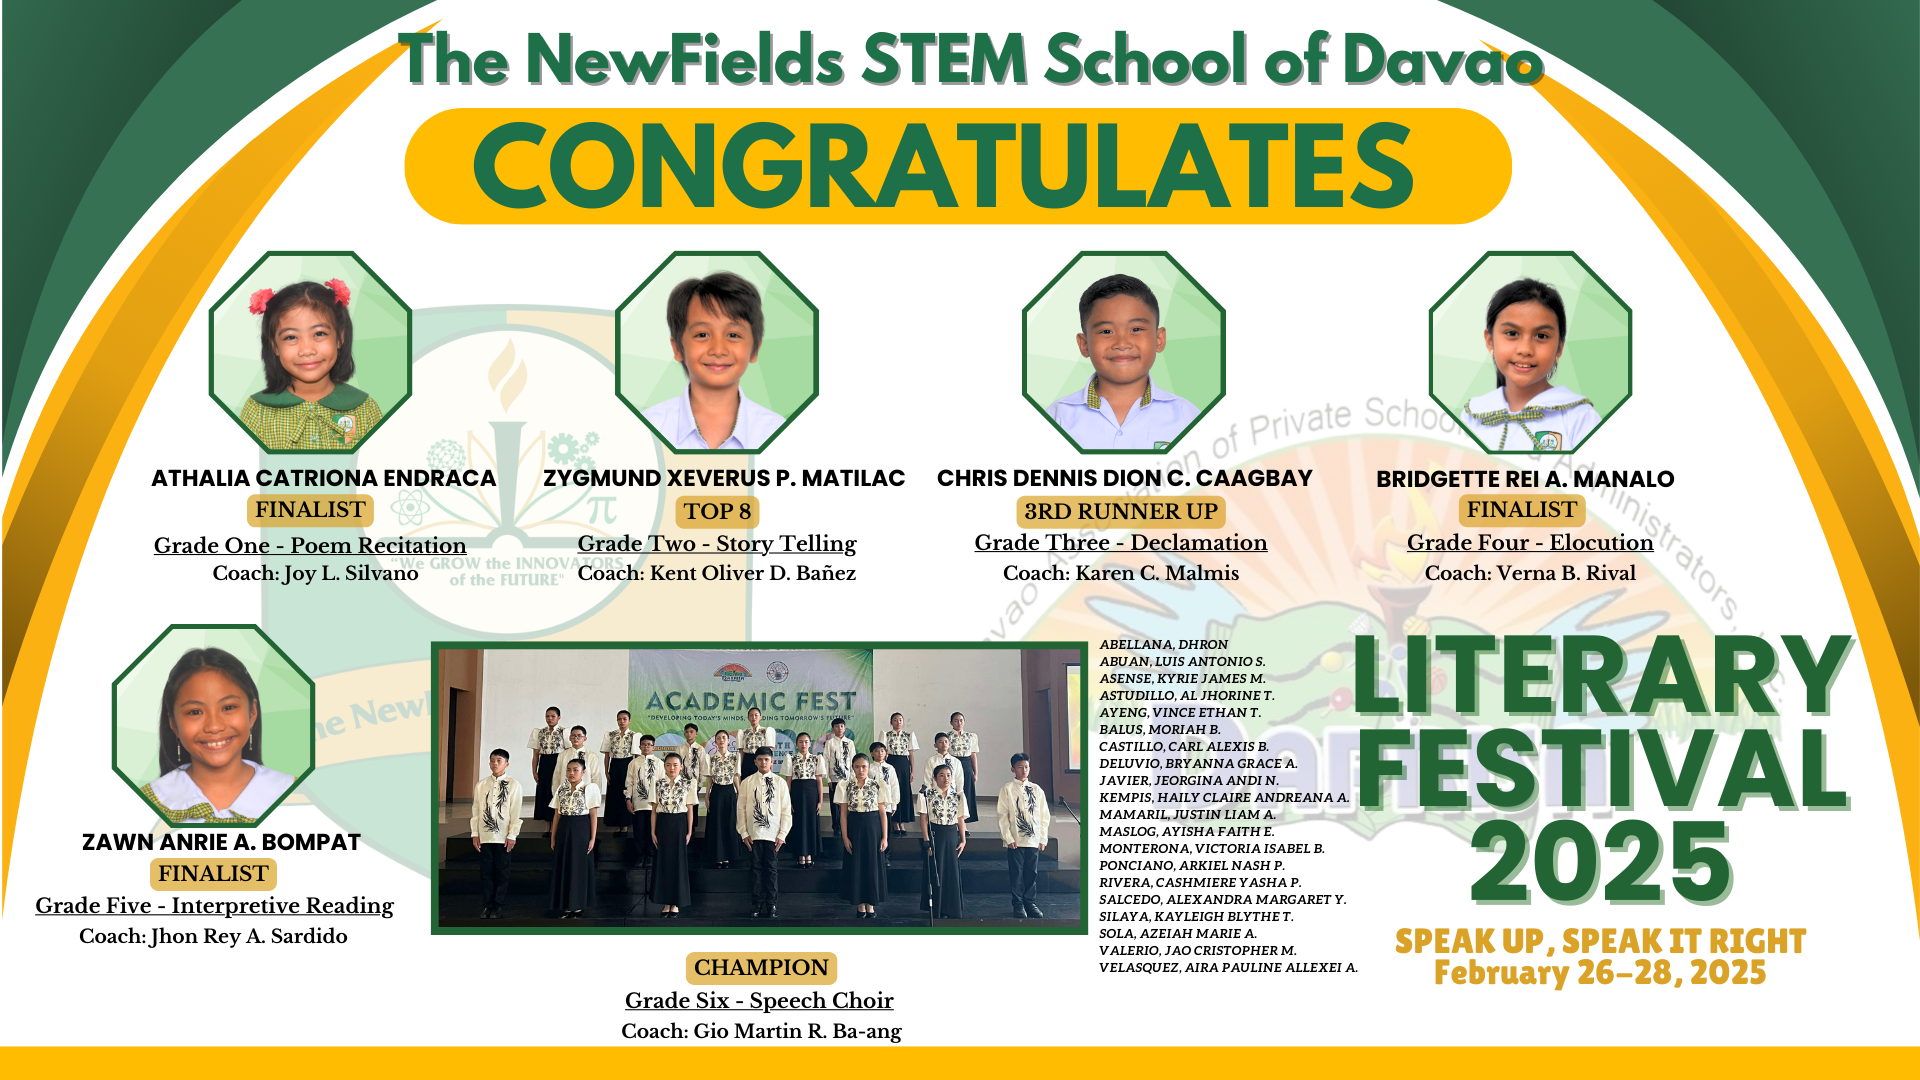 The NewFields STEM School of Davao
CONGRATULATES
ATHALIA CATRIONA ENDRACA
FINALIST
Grade One - Poem Recitation
Coach: Joy L. Silvano
ZYGMUND XEVERUS P. MATILAC
TOP 8
Grade Two - Story Telling
Coach: Kent Oliver D. Bañez
CHRIS DENNIS DION C. CAAGBAY
3RD RUNNER UP
Grade Three - Declamation
Coach: Karen C. Malmis
BRIDGETTE REI A. MANALO
FINALIST
Grade Four - Elocution
Coach: Verna B. Rival
"We GROW the INNOVATORS
of the FUTURE"
ZAWN ANRIE A. BOMPAT
FINALIST
Grade Five - Interpretive Reading
Coach: Jhon Rey A. Sardido
ACADEMIC FEST
CHAMPION
Grade Six - Speech Choir
Coach: Gio Martin R. Ba-ang
ABELLANA, DHRON
ABUAN, LUIS ANTONIO S.
ASENSE, KYRIE JAMES M.
ASTUDILLO, AL JHORINE T.
AYENG, VINCE ETHAN T.
BALUS, MORIAH B.
CASTILLO, CARL ALEXIS B.
DELUVIO, BRYANNA GRACE A.
JAVIER, JEORGINA ANDI N.
KEMPIS, HAILY CLAIRE ANDREANA A.
MAMARIL, JUSTIN LIAM A.
MASLOG, AYISHA FAITH E.
MONTERONA, VICTORIA ISABEL B.
PONCIANO, ARKIEL NASH P.
RIVERA, CASHMIERE YASHA P.
SALCEDO, ALEXANDRA MARGARET Y.
SILAYA, KAYLEIGH BLYTHE T.
SOLA, AZEIAH MARIE A.
VALERIO, JAO CRISTOPHER M.
VELASQUEZ, AIRA PAULINE ALLEXEI A.
LITERARY
FESTIVAL
2025
SPEAK UP, SPEAK IT RIGHT
February 26-28, 2025